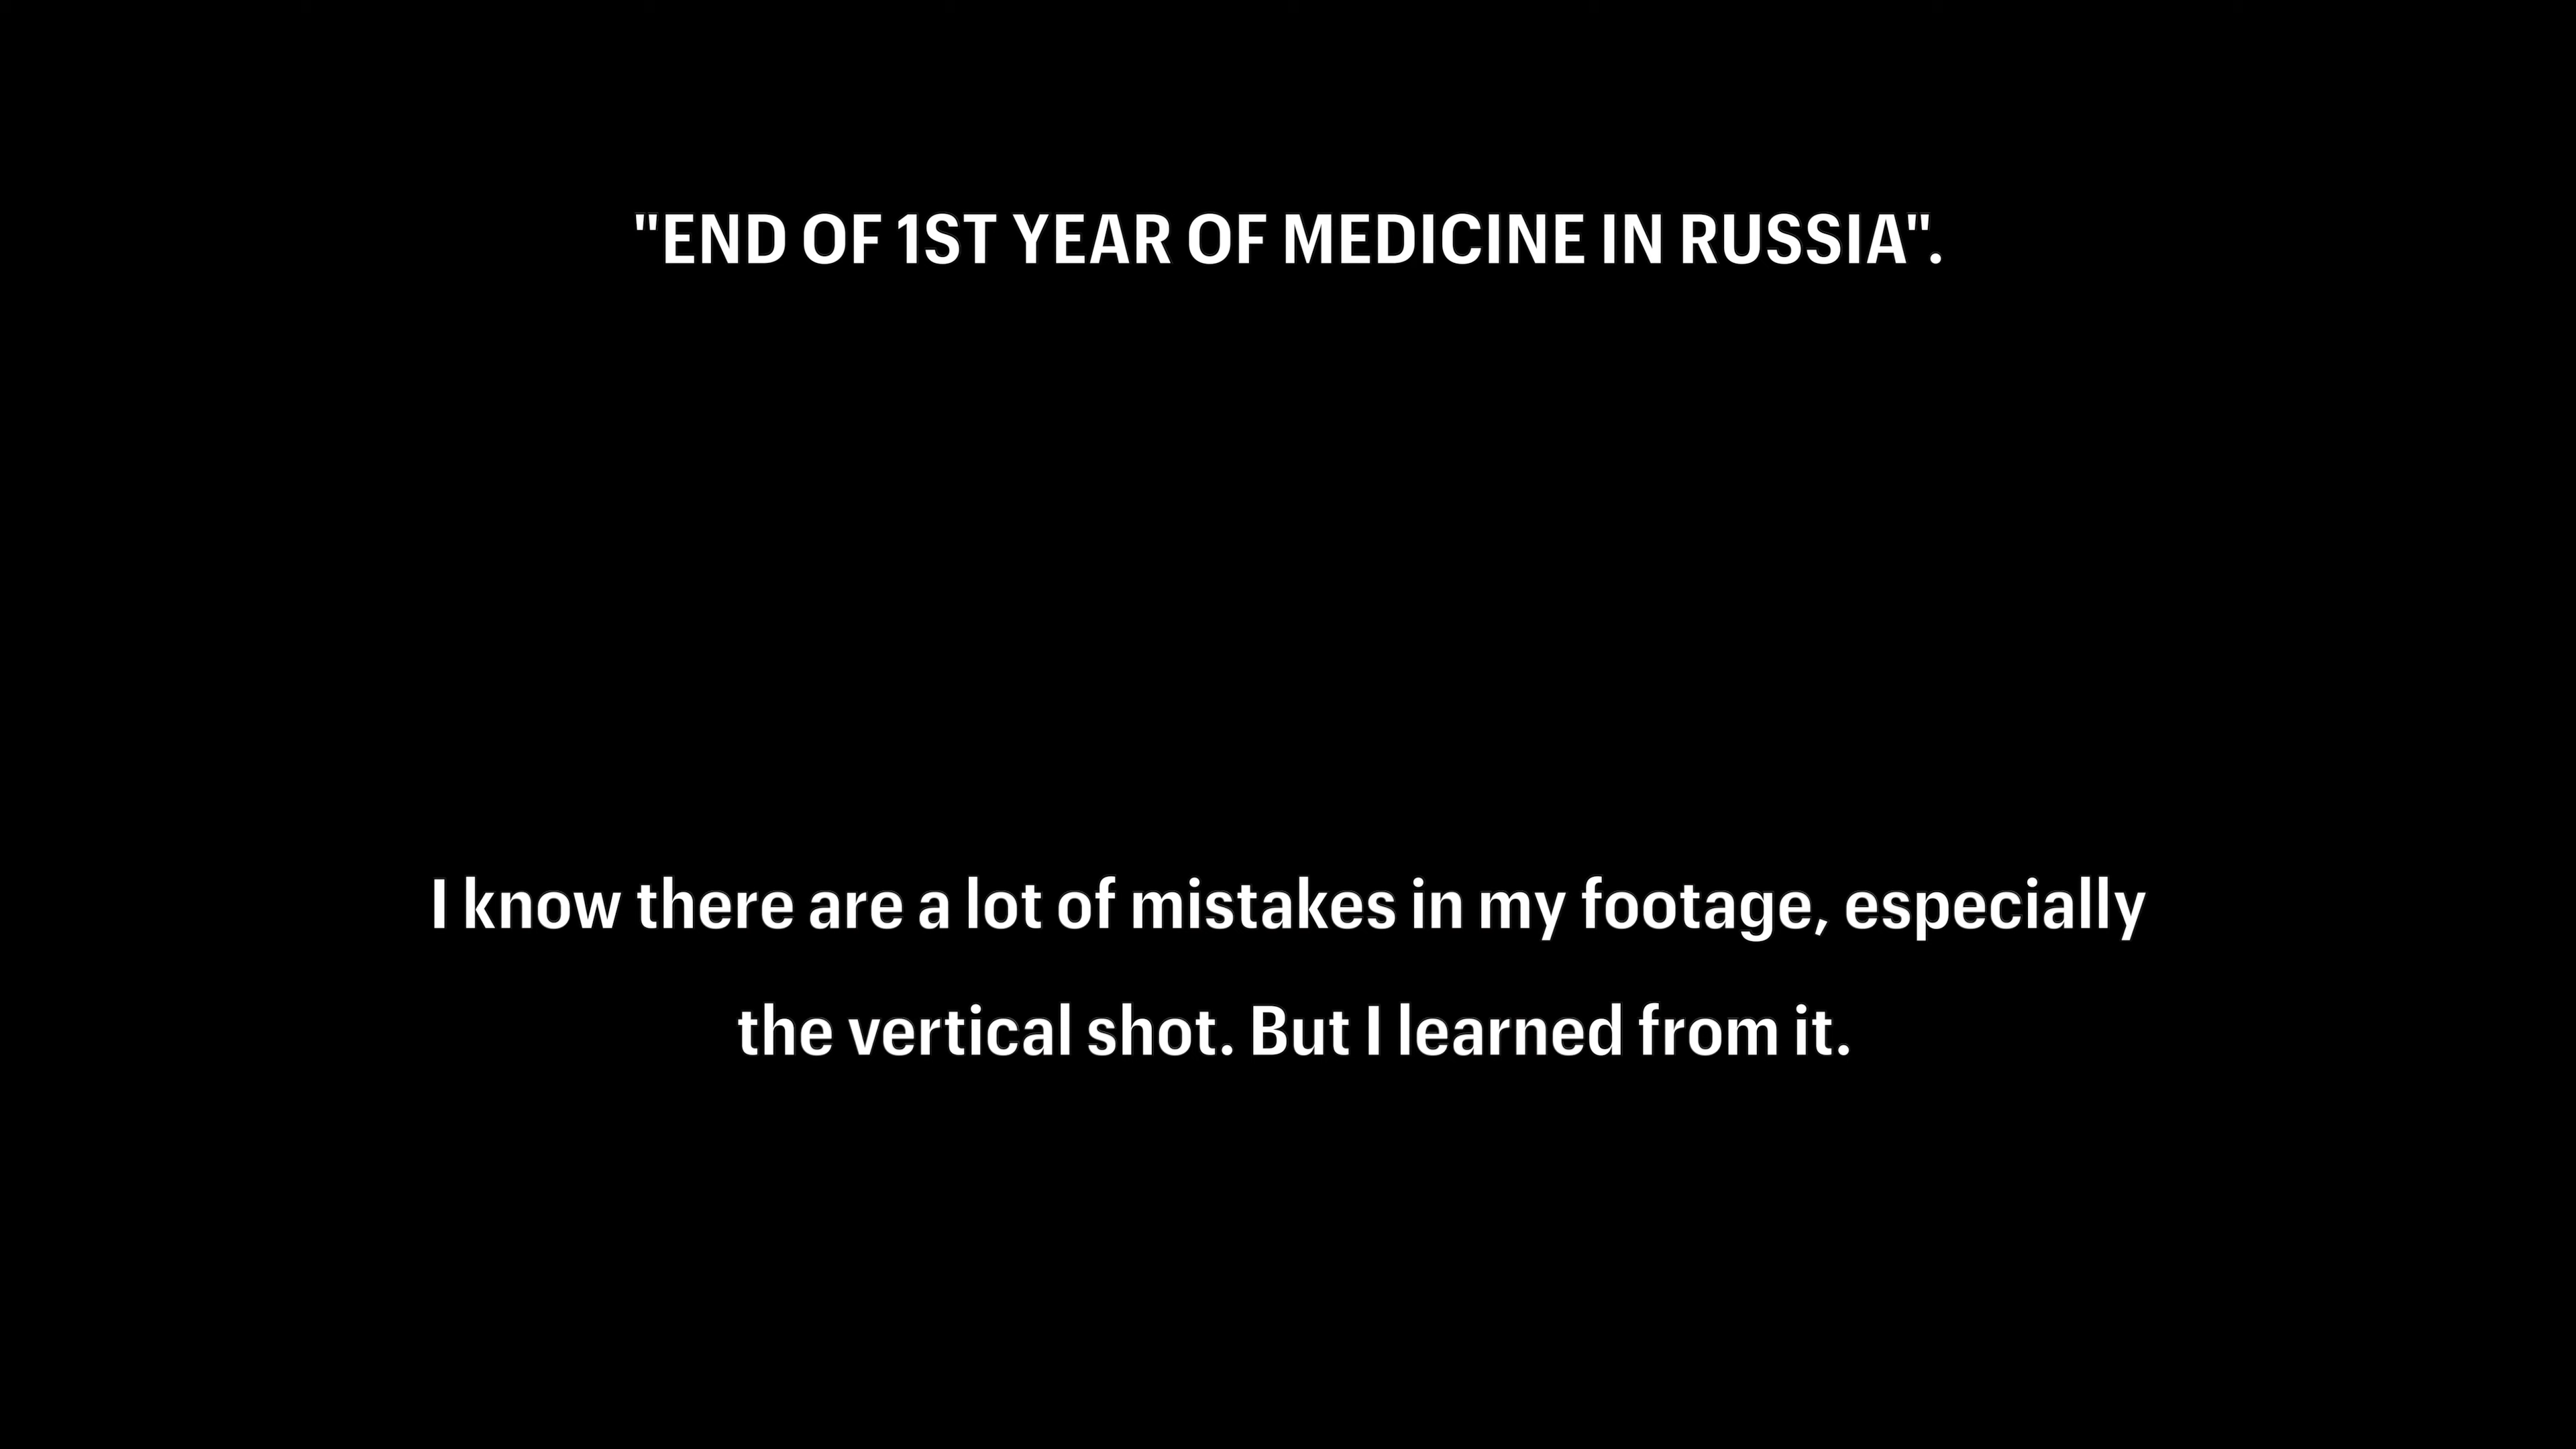 "END OF 1ST YEAR OF MEDICINE IN RUSSIA".
I know there are a lot of mistakes in my footage, especially
the vertical shot. But I learned from it.